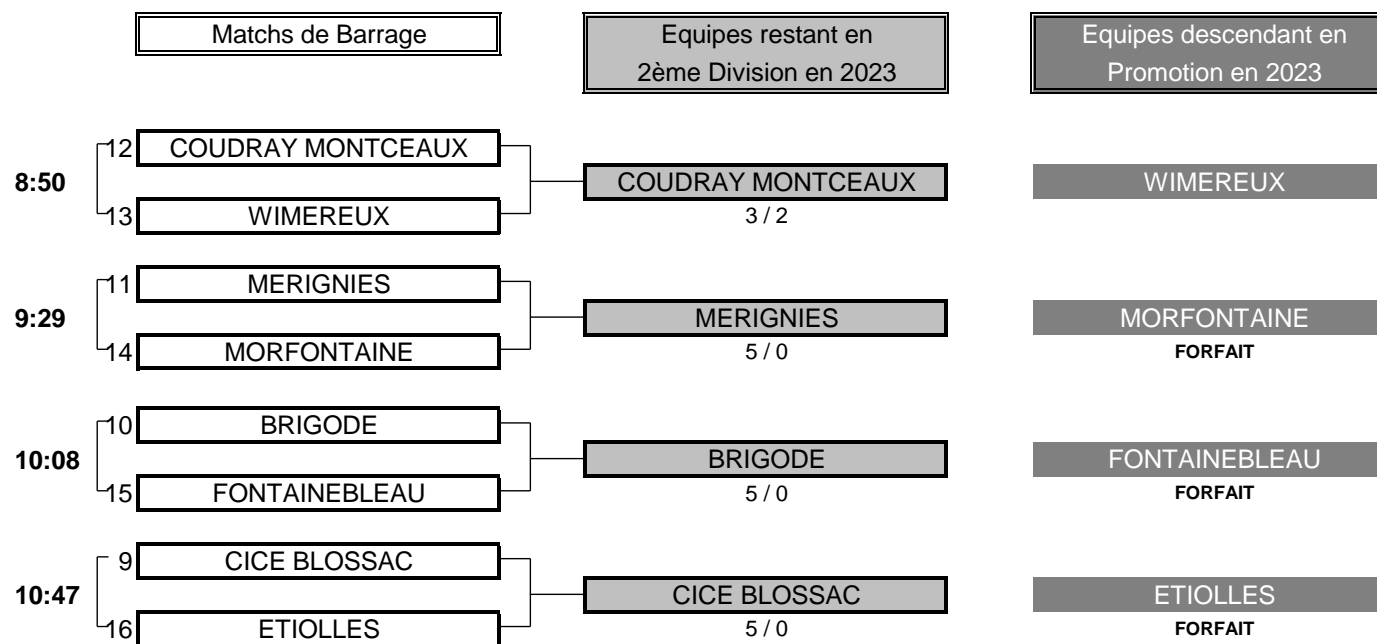 Matchs de Barrage
Equipes restant en
2ème Division en 2023
Equipes descendant en
Promotion en 2023
12 COUDRAY MONTCEAUX
8:50 COUDRAY MONTCEAUX WIMEREUX
13 WIMEREUX 3 / 2
11 MERIGNIES
9:29 MERIGNIES MORFONTAINE
14 MORFONTAINE 5 / 0 FORFAIT
10 BRIGODE
10:08 BRIGODE FONTAINEBLEAU
15 FONTAINEBLEAU 5 / 0 FORFAIT
9 CICE BLOSSAC
10:47 CICE BLOSSAC ETIOLLES
16 ETIOLLES 5 / 0 FORFAIT